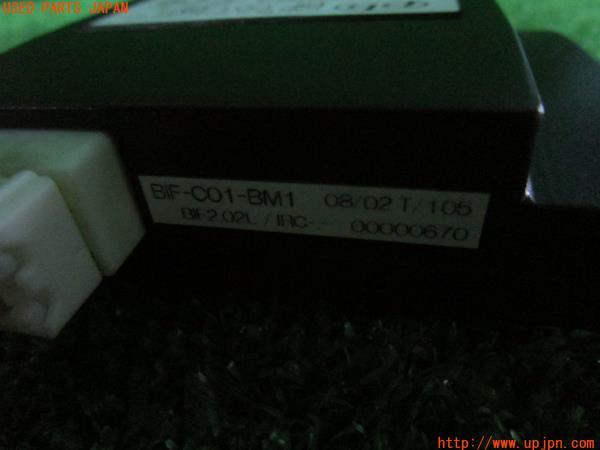 USED PARTS JAPAN
BIF-C01-BM1 08/02 T/105
BIF2.02L/IRC-.- 00000670
http://www.upjpn.com